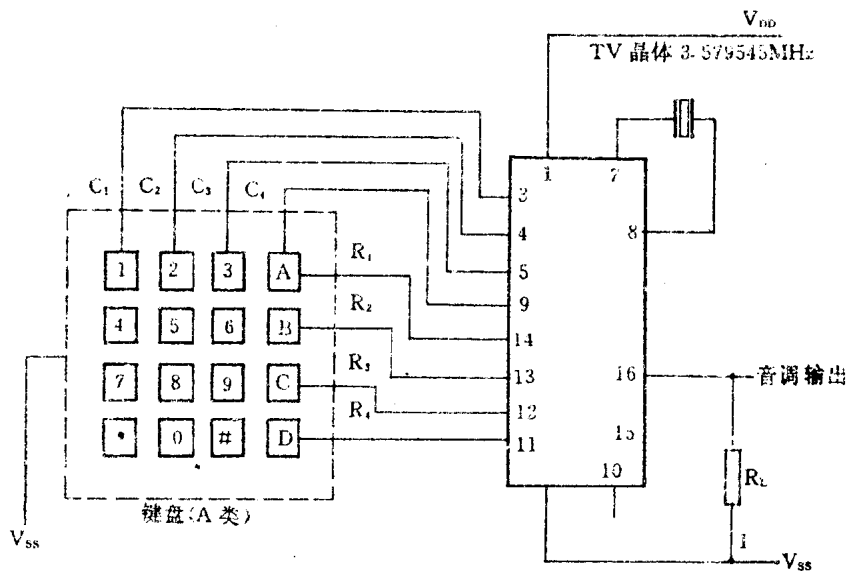 V_DD
TV 晶体 3.579545MHz
C₁ C₂ C₃ C₄
1 7
3
4 8
5
9
14
13
12
11
16
15
10
R₁
R₂
R₃
R₄
1 2 3 A
4 5 6 B
7 8 9 C
• 0 # D
音调输出
R_L
1
键盘(A 类)
V_SS
V_SS